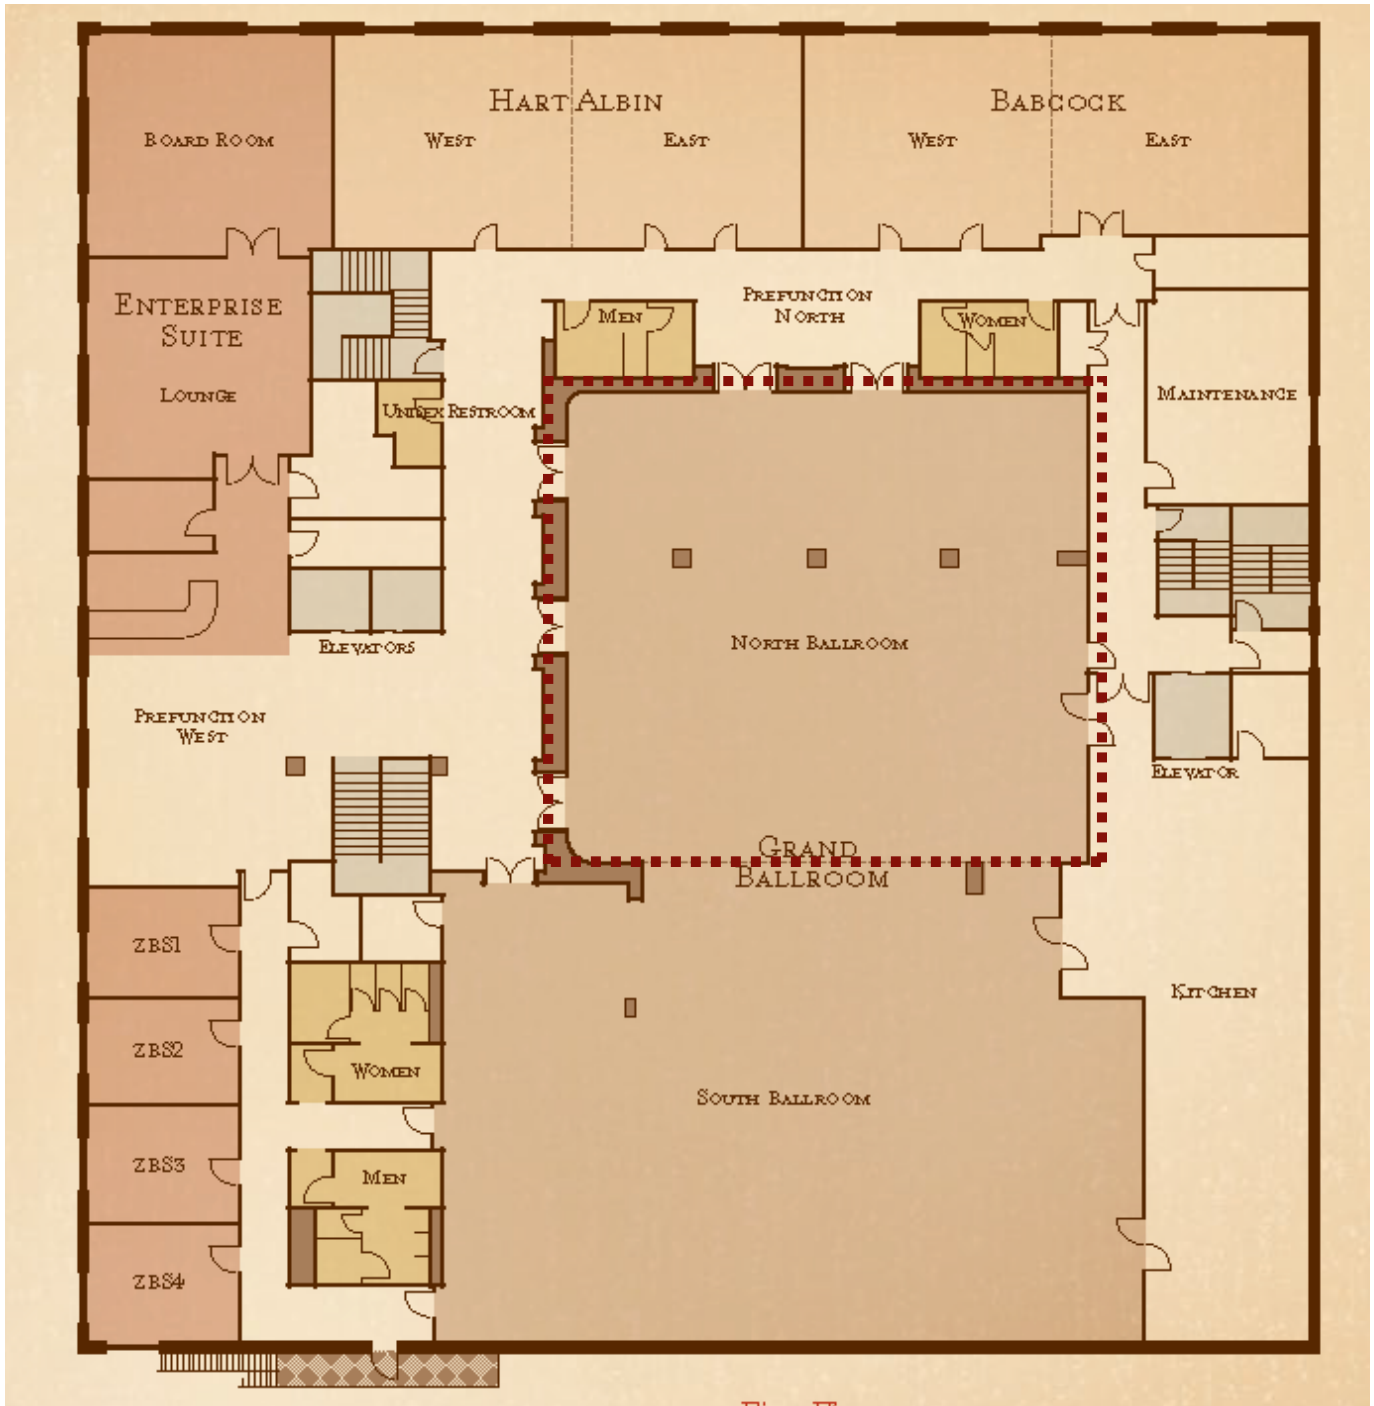 Hart Albin
Babcock
Board Room
West
East
West
East
Enterprise
Suite
Lounge
Prefunction
North
Men
Women
Unisex Restroom
Maintenance
Elevators
North Ballroom
Prefunction
West
Elevator
Grand
Ballroom
ZBS1
Kitchen
ZBS2
Women
South Ballroom
ZBS3
Men
ZBS4